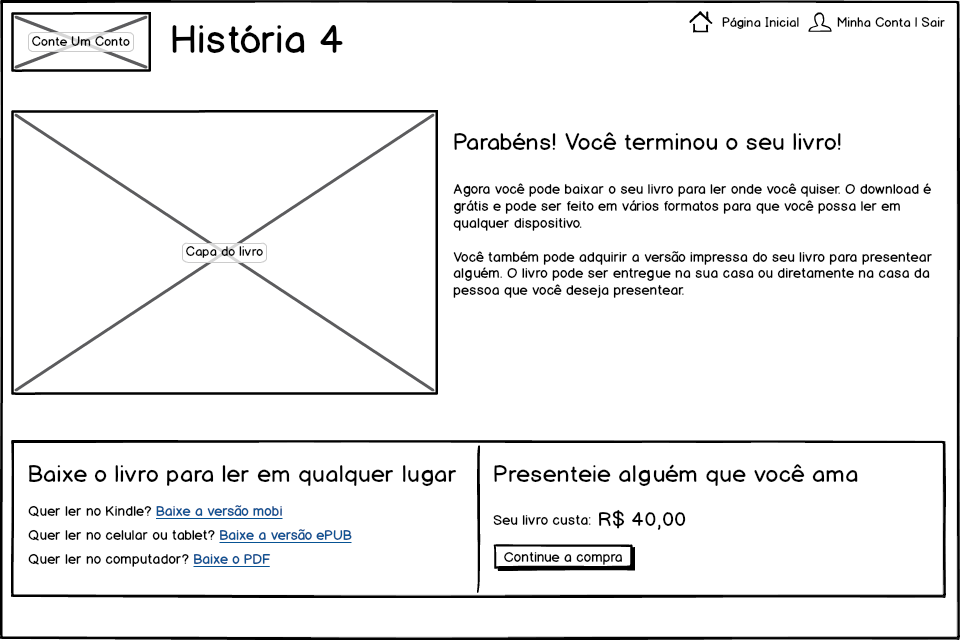 Conte Um Conto
História 4
Página Inicial
Minha Conta | Sair
Capa do livro
Parabéns! Você terminou o seu livro!
Agora você pode baixar o seu livro para ler onde você quiser. O download é
grátis e pode ser feito em vários formatos para que você possa ler em
qualquer dispositivo.
Você também pode adquirir a versão impressa do seu livro para presentear
alguém. O livro pode ser entregue na sua casa ou diretamente na casa da
pessoa que você deseja presentear.
Baixe o livro para ler em qualquer lugar
Quer ler no Kindle? Baixe a versão mobi
Quer ler no celular ou tablet? Baixe a versão ePUB
Quer ler no computador? Baixe o PDF
Presenteie alguém que você ama
Seu livro custa: R$ 40,00
Continue a compra